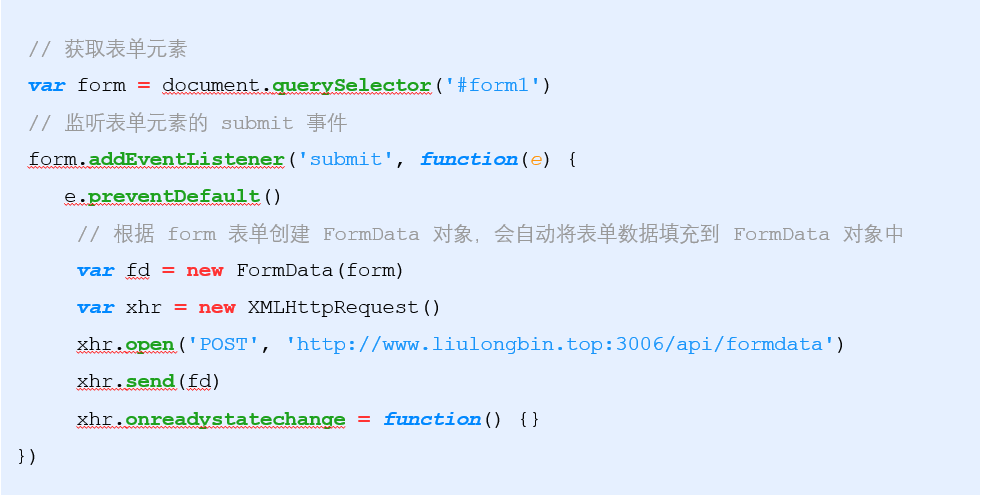 // 获取表单元素
var form = document.querySelector('#form1')
// 监听表单元素的 submit 事件
form.addEventListener('submit', function(e) {
e.preventDefault()
// 根据 form 表单创建 FormData 对象，会自动将表单数据填充到 FormData 对象中
var fd = new FormData(form)
var xhr = new XMLHttpRequest()
xhr.open('POST', 'http://www.liulongbin.top:3006/api/formdata')
xhr.send(fd)
xhr.onreadystatechange = function() {}
})